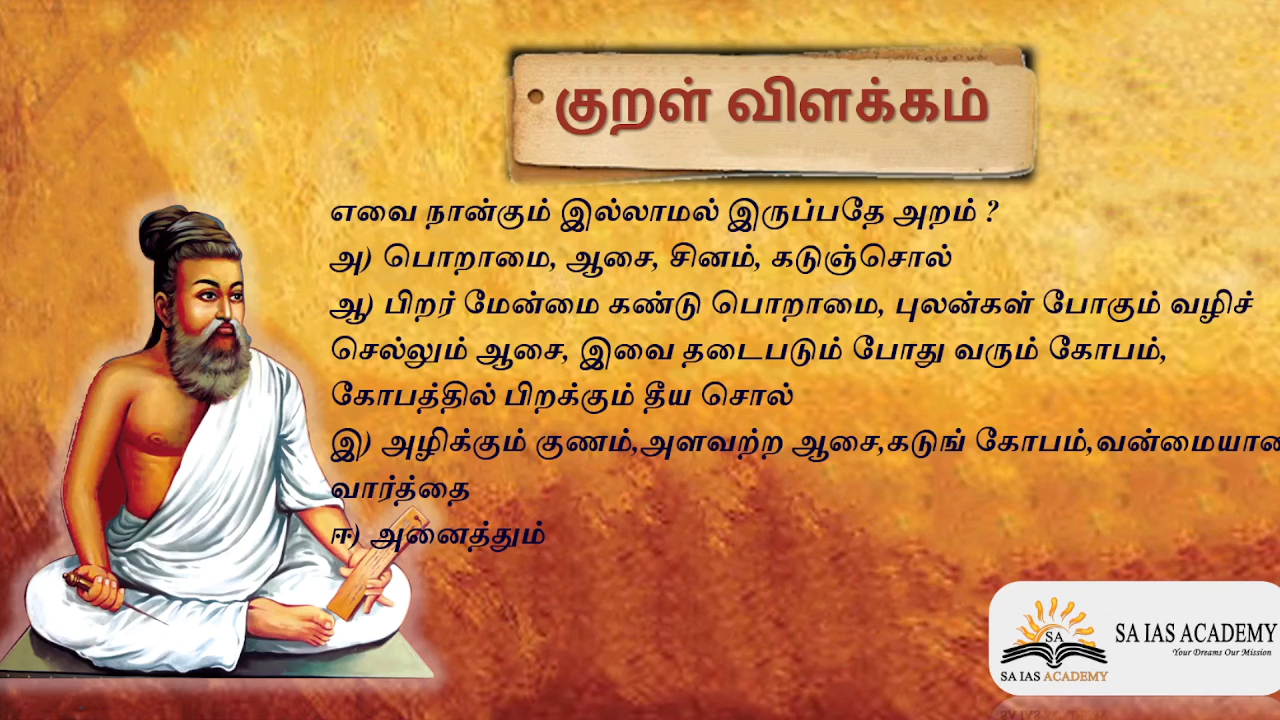 குறள் விளக்கம்
எவை நான்கும் இல்லாமல் இருப்பதே அறம் ?
அ) பொறாமை, ஆசை, சினம், கடுஞ்சொல்
ஆ) பிறர் மேன்மை கண்டு பொறாமை, புலன்கள் போகும் வழிச்
செல்லும் ஆசை, இவை தடைபடும் போது வரும் கோபம்,
கோபத்தில் பிறக்கும் தீய சொல்
இ) அழிக்கும் குணம்,அளவற்ற ஆசை,கடுங் கோபம்,
வார்த்தை
ஈ) அனைத்தும்
SA
SA IAS ACADEMY
SA IAS ACADEMY
Your Dreams Our Mission